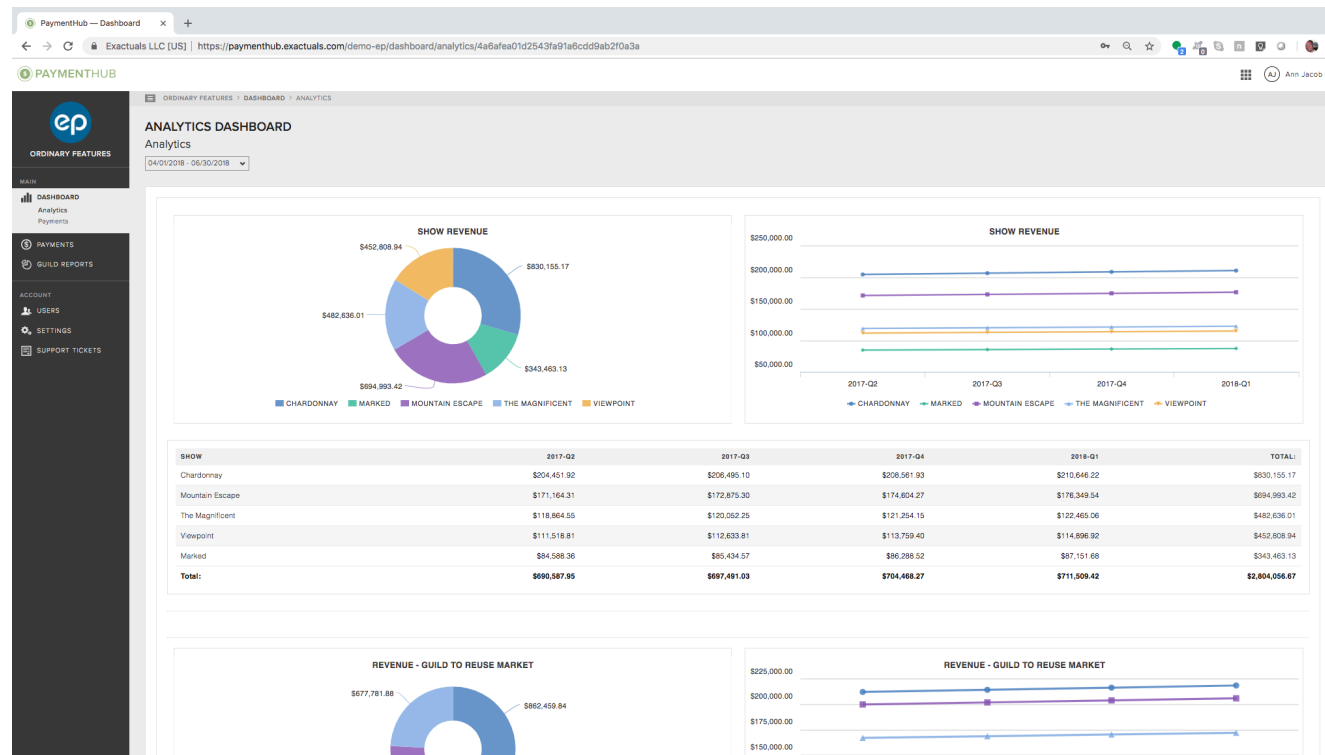 PaymentHub — Dashboard
Exactuals LLC [US] | https://paymenthub.exactuals.com/demo-ep/dashboard/analytics/4a6afea01d2543fa91a6cdd9ab2f0a3a
PAYMENTHUB
AJ Ann Jacob
ep
ORDINARY FEATURES
MAIN
DASHBOARD
Analytics
Payments
PAYMENTS
GUILD REPORTS
ACCOUNT
USERS
SETTINGS
SUPPORT TICKETS
ORDINARY FEATURES > DASHBOARD > ANALYTICS
ANALYTICS DASHBOARD
Analytics
04/01/2018 - 06/30/2018
SHOW REVENUE
$452,808.94
$830,155.17
$482,636.01
$343,463.13
$694,993.42
CHARDONNAY MARKED MOUNTAIN ESCAPE THE MAGNIFICENT VIEWPOINT
SHOW REVENUE
$250,000.00
$200,000.00
$150,000.00
$100,000.00
$50,000.00
2017-Q2 2017-Q3 2017-Q4 2018-Q1
CHARDONNAY MARKED MOUNTAIN ESCAPE THE MAGNIFICENT VIEWPOINT
SHOW 2017-Q2 2017-Q3 2017-Q4 2018-Q1 TOTAL:
Chardonnay $204,451.92 $206,495.10 $208,561.93 $210,646.22 $830,155.17
Mountain Escape $171,164.31 $172,875.30 $174,604.27 $176,349.54 $694,993.42
The Magnificent $118,864.55 $120,052.25 $121,254.15 $122,465.06 $482,636.01
Viewpoint $111,518.81 $112,633.81 $113,759.40 $114,896.92 $452,808.94
Marked $84,588.36 $85,434.57 $86,288.52 $87,151.68 $343,463.13
Total: $690,587.95 $697,491.03 $704,468.27 $711,509.42 $2,804,056.67
REVENUE - GUILD TO REUSE MARKET
$677,781.88
$862,459.84
REVENUE - GUILD TO REUSE MARKET
$225,000.00
$200,000.00
$175,000.00
$150,000.00